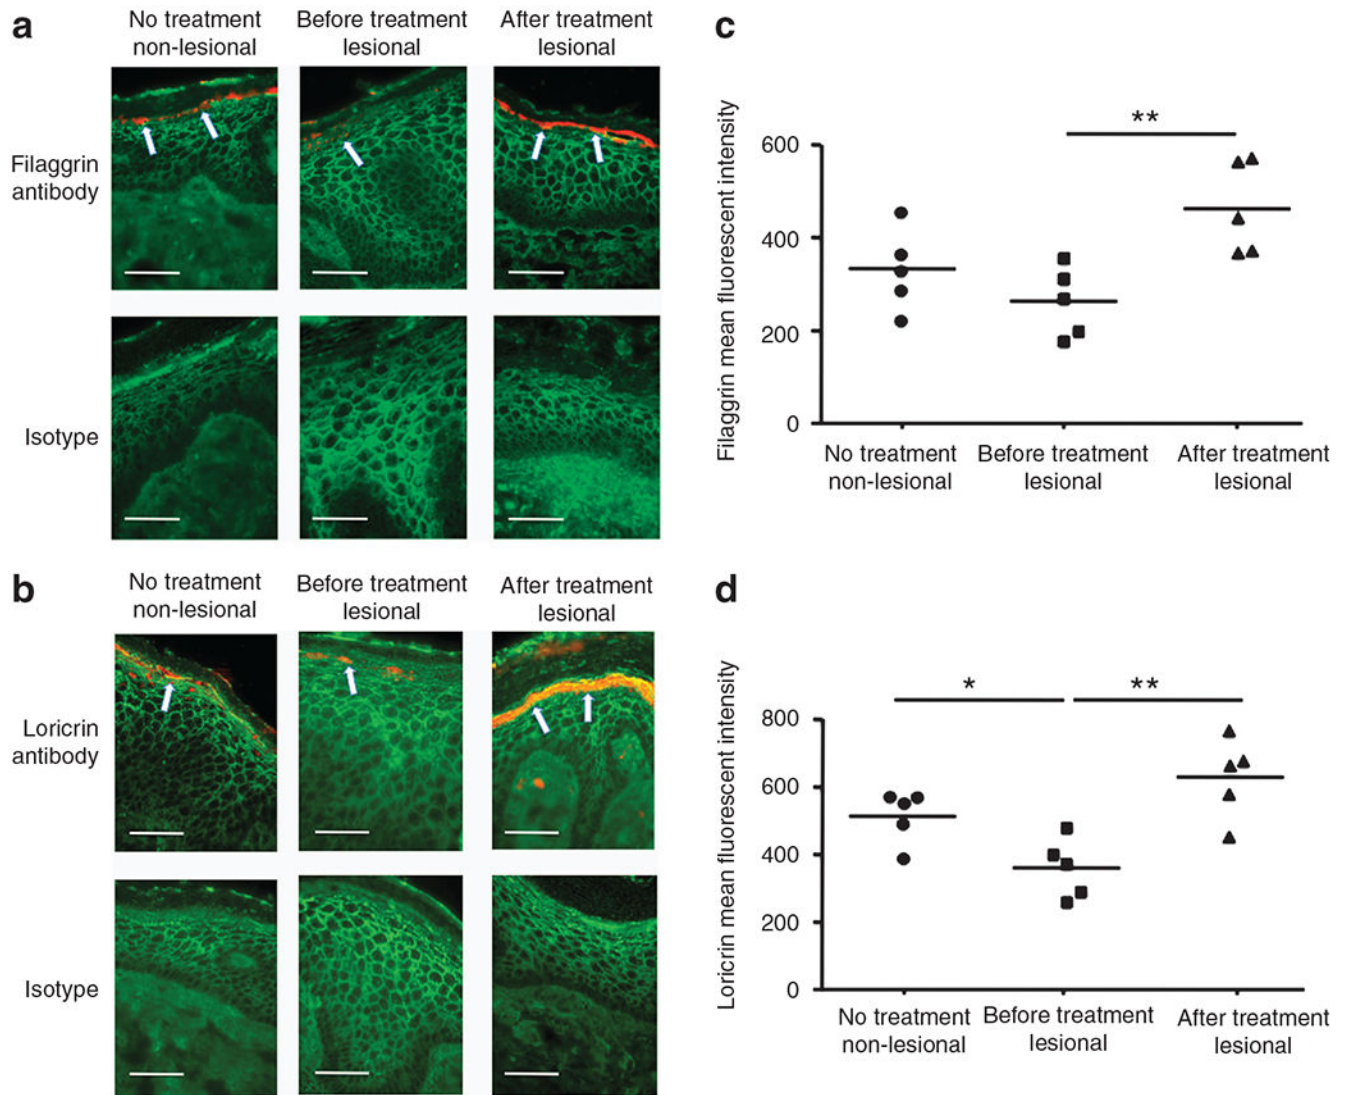 a
No treatment
non-lesional
Before treatment
lesional
After treatment
lesional
Filaggrin
antibody
Isotype
b
No treatment
non-lesional
Before treatment
lesional
After treatment
lesional
Loricrin
antibody
Isotype
c
Filaggrin mean fluorescent intensity
**
600
400
200
0
No treatment
non-lesional
Before treatment
lesional
After treatment
lesional
d
Loricrin mean fluorescent intensity
*
**
800
600
400
200
0
No treatment
non-lesional
Before treatment
lesional
After treatment
lesional